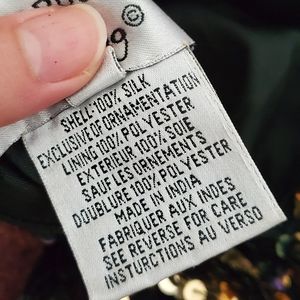 ©
SHELL 100% SILK
EXCLUSIVE OF ORNAMENTATION
LINING 100% POLYESTER
EXTERIEUR 100% SOIE
SAUF LES ORNEMENTS
DOUBLURE 100% POLYESTER
MADE IN INDIA
FABRIQUER AUX INDES
SEE REVERSE FOR CARE
INSTURCTIONS AU VERSO